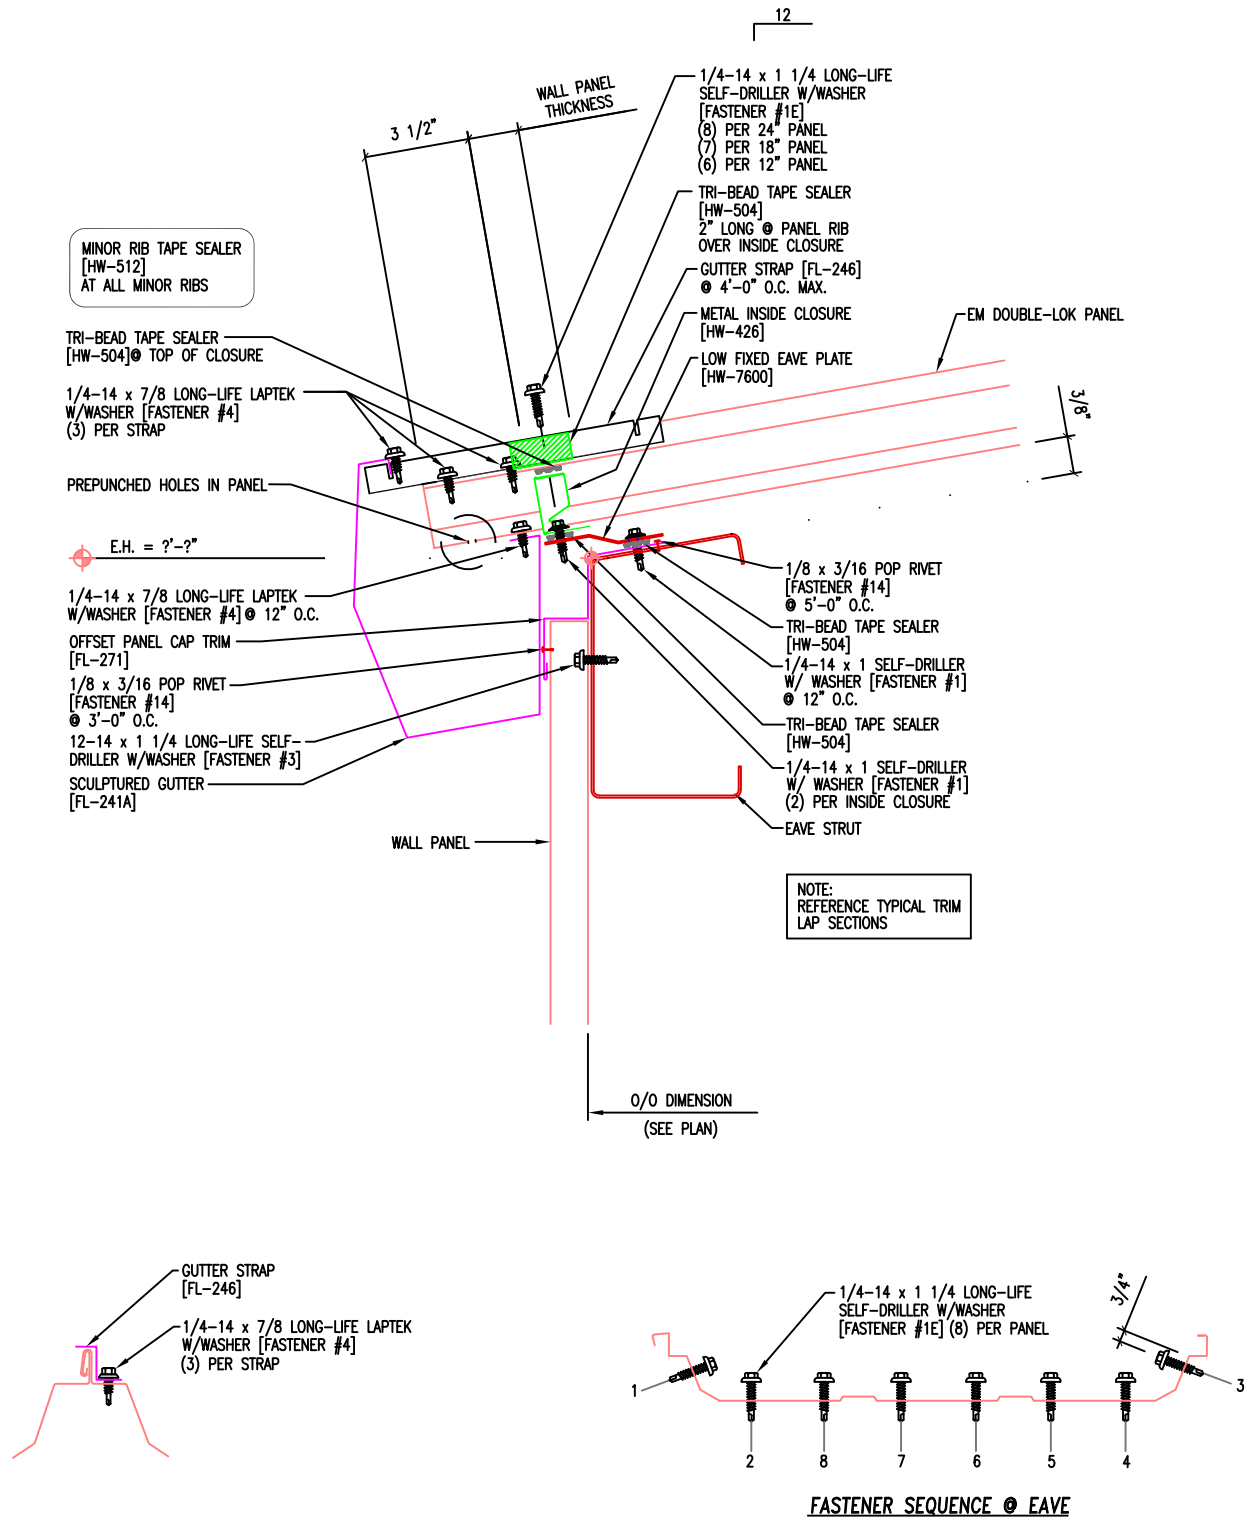 12
WALL PANEL
THICKNESS
3 1/2"
1/4-14 x 1 1/4 LONG-LIFE
SELF-DRILLER W/WASHER
[FASTENER #1E]
(8) PER 24" PANEL
(7) PER 18" PANEL
(6) PER 12" PANEL
TRI-BEAD TAPE SEALER
[HW-504]
2" LONG @ PANEL RIB
OVER INSIDE CLOSURE
GUTTER STRAP [FL-246]
@ 4'-0" O.C. MAX.
METAL INSIDE CLOSURE
[HW-426]
LOW FIXED EAVE PLATE
[HW-7600]
EM DOUBLE-LOK PANEL
3/8"
MINOR RIB TAPE SEALER
[HW-512]
AT ALL MINOR RIBS
TRI-BEAD TAPE SEALER
[HW-504]@ TOP OF CLOSURE
1/4-14 x 7/8 LONG-LIFE LAPTEK
W/WASHER [FASTENER #4]
(3) PER STRAP
PREPUNCHED HOLES IN PANEL
E.H. = ?'-?"
1/4-14 x 7/8 LONG-LIFE LAPTEK
W/WASHER [FASTENER #4] @ 12" O.C.
OFFSET PANEL CAP TRIM
[FL-271]
1/8 x 3/16 POP RIVET
[FASTENER #14]
@ 3'-0" O.C.
12-14 x 1 1/4 LONG-LIFE SELF-
DRILLER W/WASHER [FASTENER #3]
SCULPTURED GUTTER
[FL-241A]
1/8 x 3/16 POP RIVET
[FASTENER #14]
@ 5'-0" O.C.
TRI-BEAD TAPE SEALER
[HW-504]
1/4-14 x 1 SELF-DRILLER
W/ WASHER [FASTENER #1]
@ 12" O.C.
TRI-BEAD TAPE SEALER
[HW-504]
1/4-14 x 1 SELF-DRILLER
W/ WASHER [FASTENER #1]
(2) PER INSIDE CLOSURE
EAVE STRUT
WALL PANEL
NOTE:
REFERENCE TYPICAL TRIM
LAP SECTIONS
O/O DIMENSION
(SEE PLAN)
GUTTER STRAP
[FL-246]
1/4-14 x 7/8 LONG-LIFE LAPTEK
W/WASHER [FASTENER #4]
(3) PER STRAP
1/4-14 x 1 1/4 LONG-LIFE
SELF-DRILLER W/WASHER
[FASTENER #1E] (8) PER PANEL
3/4"
1
3
2 8 7 6 5 4
FASTENER SEQUENCE @ EAVE